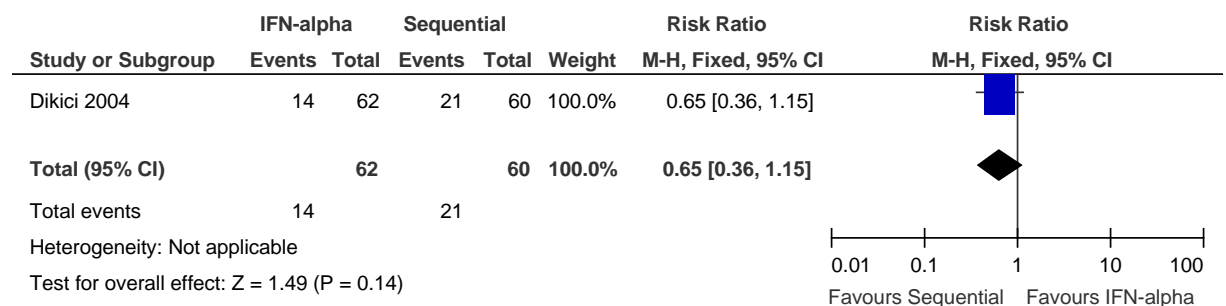 IFN-alpha Sequential Risk Ratio Risk Ratio
Study or Subgroup Events Total Events Total Weight M-H, Fixed, 95% CI M-H, Fixed, 95% CI
Dikici 2004 14 62 21 60 100.0% 0.65 [0.36, 1.15]
Total (95% CI) 62 60 100.0% 0.65 [0.36, 1.15]
Total events 14 21
Heterogeneity: Not applicable
Test for overall effect: Z = 1.49 (P = 0.14)
0.01 0.1 1 10 100
Favours Sequential Favours IFN-alpha